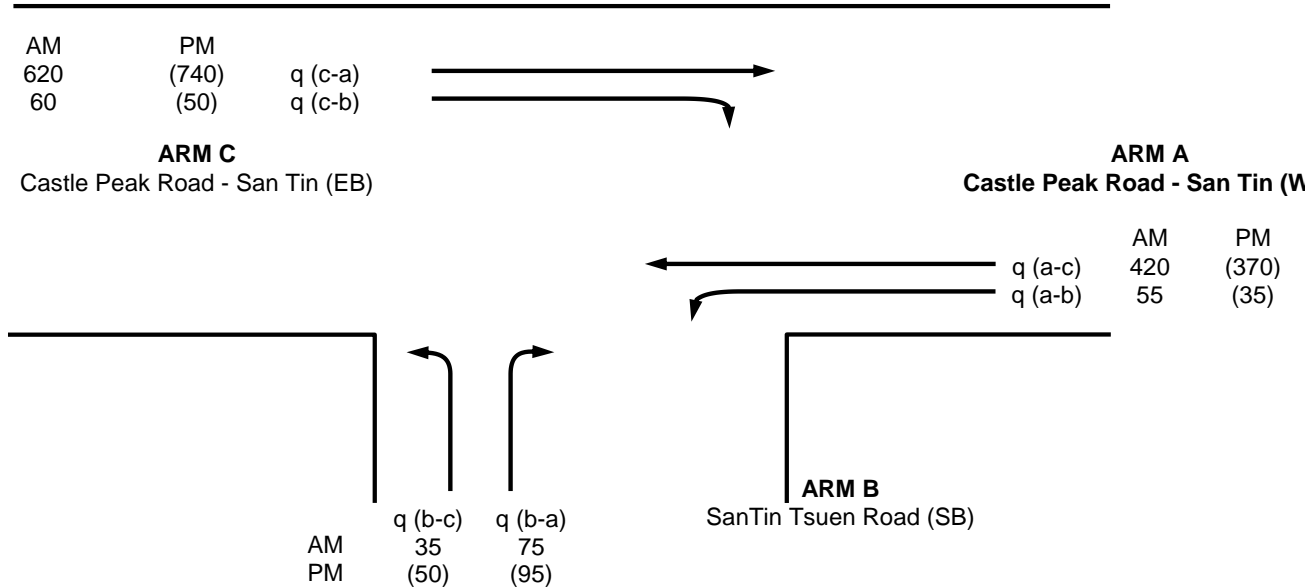 AM PM
620 (740) q (c-a)
60 (50) q (c-b)
ARM C
Castle Peak Road - San Tin (EB)
ARM A
Castle Peak Road - San Tin (W
AM PM
q (a-c) 420 (370)
q (a-b) 55 (35)
ARM B
SanTin Tsuen Road (SB)
q (b-c) q (b-a)
AM 35 75
PM (50) (95)